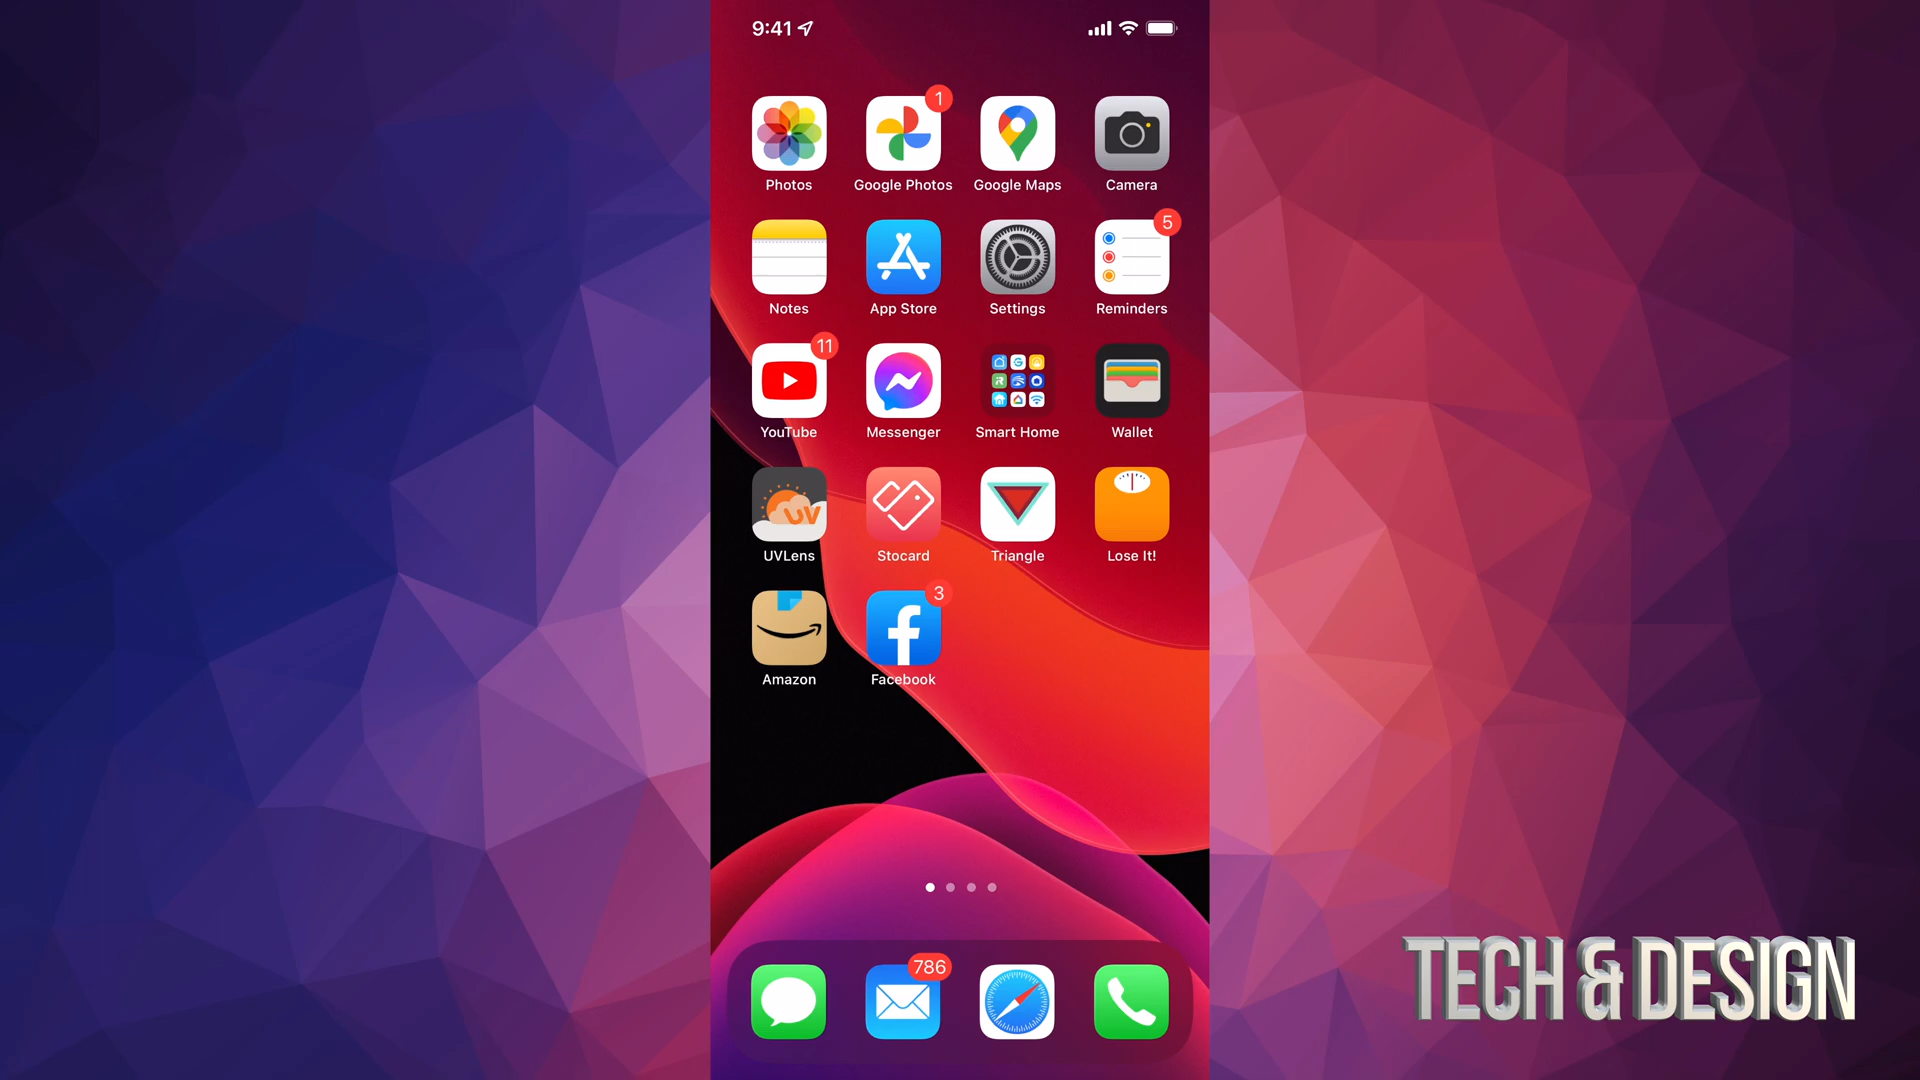 9:41
1
Photos Google Photos Google Maps Camera
5
Notes App Store Settings Reminders
11
YouTube Messenger Smart Home Wallet
UV
UVLens Stocard Triangle Lose It!
3
Amazon Facebook
786
TECH & DESIGN